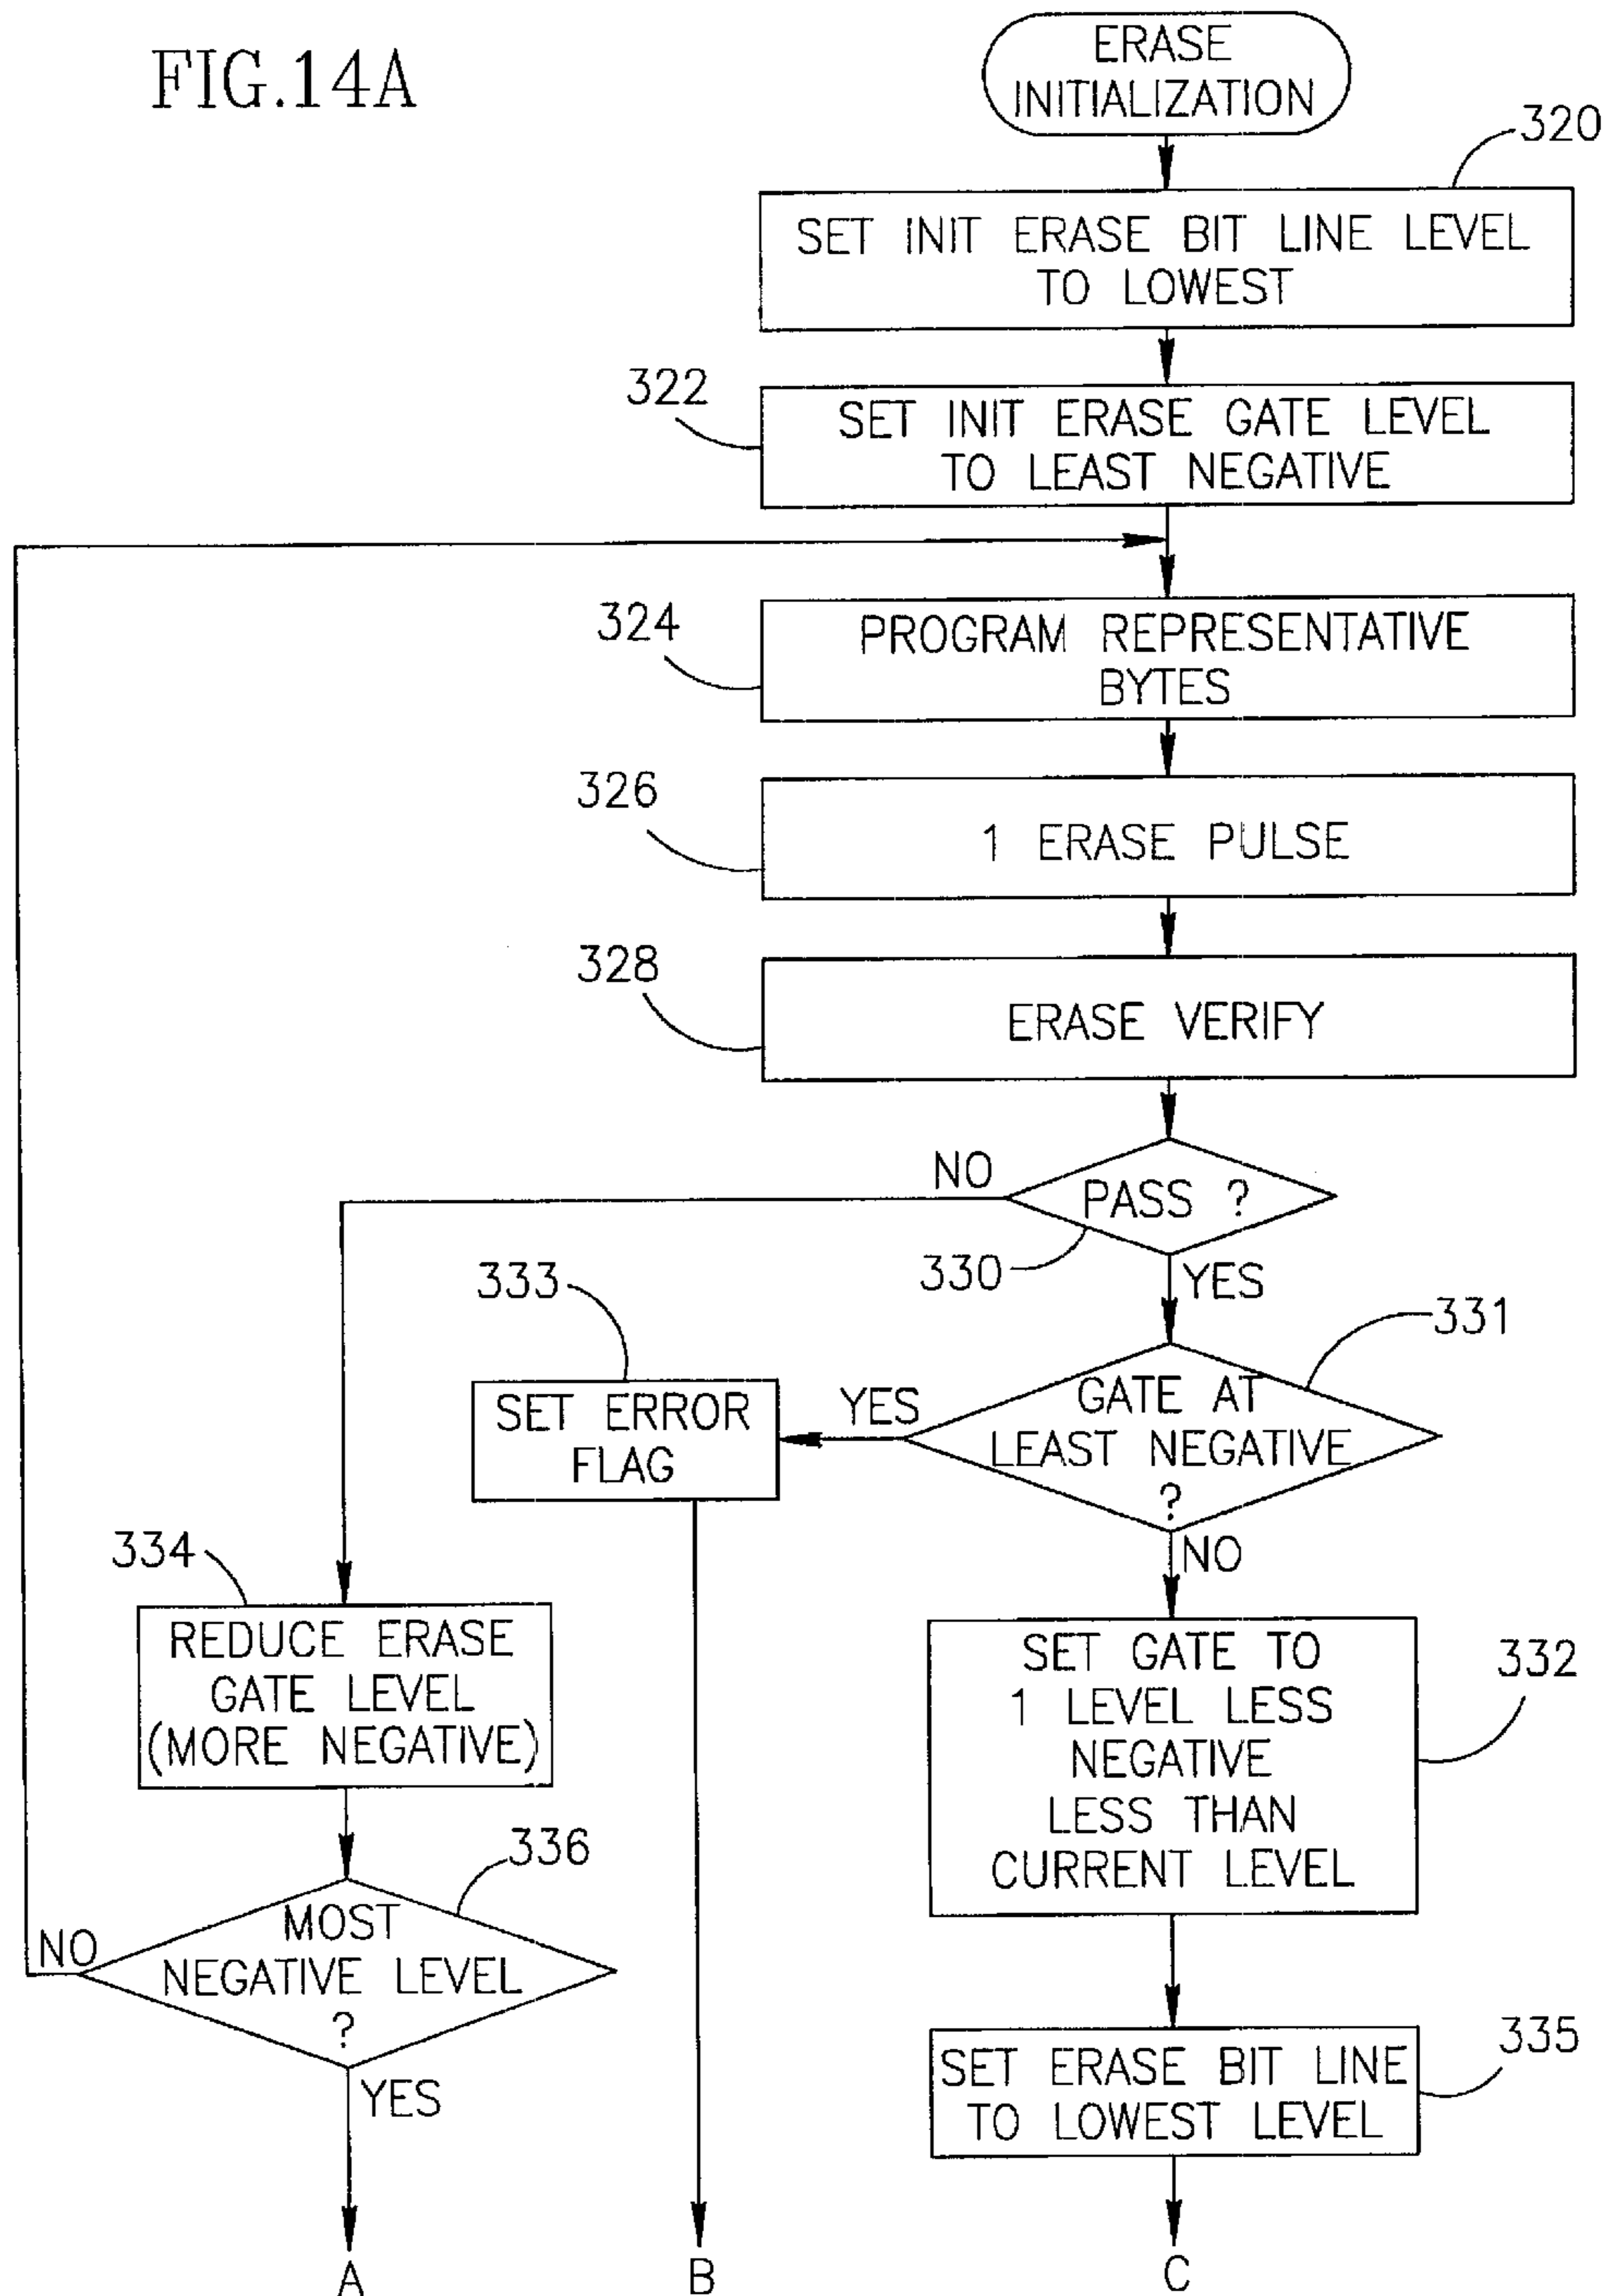 FIG.14A
ERASE
INITIALIZATION
320
SET INIT ERASE BIT LINE LEVEL
TO LOWEST
322
SET INIT ERASE GATE LEVEL
TO LEAST NEGATIVE
324
PROGRAM REPRESENTATIVE
BYTES
326
1 ERASE PULSE
328
ERASE VERIFY
NO
PASS ?
330
YES
333
331
SET ERROR
FLAG
YES
GATE AT
LEAST NEGATIVE
?
NO
334
REDUCE ERASE
GATE LEVEL
(MORE NEGATIVE)
332
SET GATE TO
1 LEVEL LESS
NEGATIVE
LESS THAN
CURRENT LEVEL
336
NO
MOST
NEGATIVE LEVEL
?
YES
335
SET ERASE BIT LINE
TO LOWEST LEVEL
A
B
C